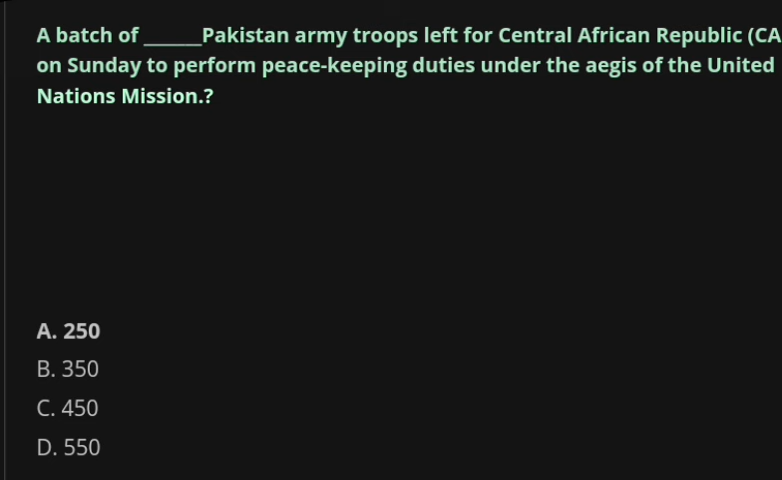 A batch of ______Pakistan army troops left for Central African Republic (CA
on Sunday to perform peace-keeping duties under the aegis of the United
Nations Mission.?
A. 250
B. 350
C. 450
D. 550